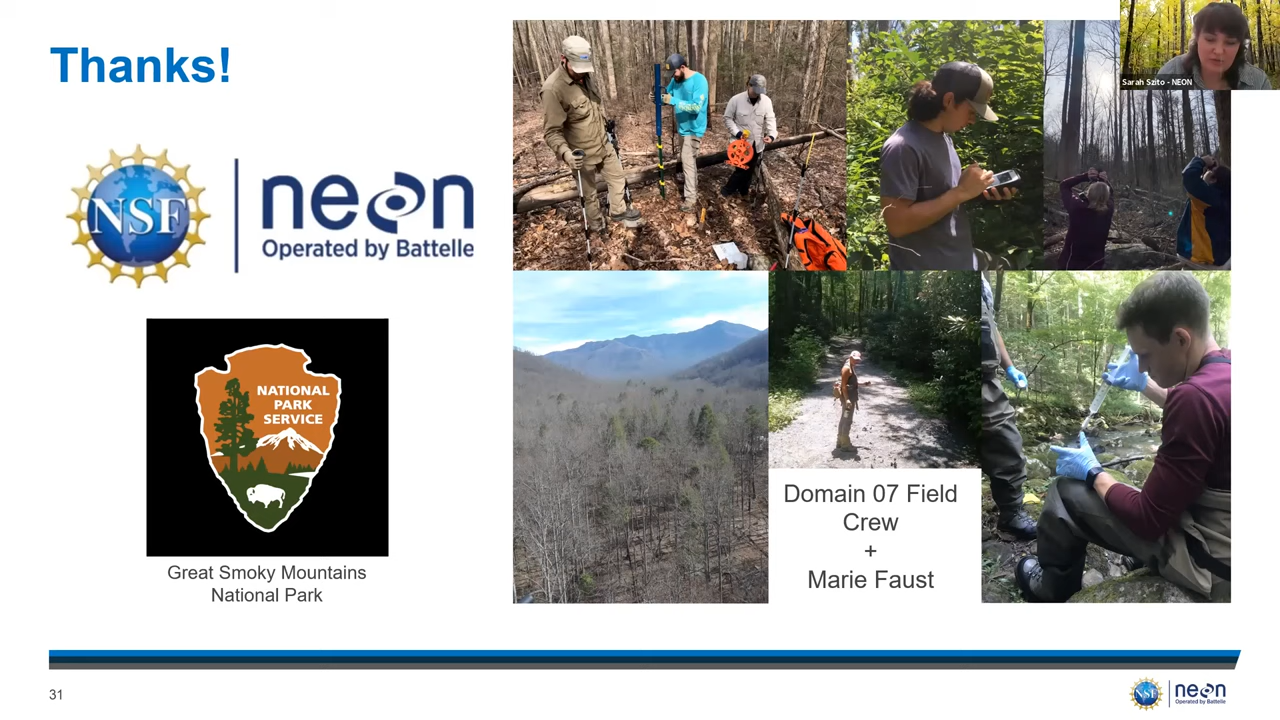 Thanks!
Sarah Szito - NEON
NSF
neon
Operated by Battelle
NATIONAL
PARK
SERVICE
Great Smoky Mountains
National Park
Domain 07 Field
Crew
+
Marie Faust
31
NSF
neon
Operated by Battelle